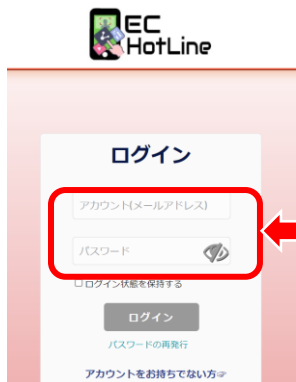 EC
HotLine
ログイン
アカウント(メールアドレス)
パスワード
ログイン状態を保持する
ログイン
パスワードの再発行
アカウントをお持ちでない方☞